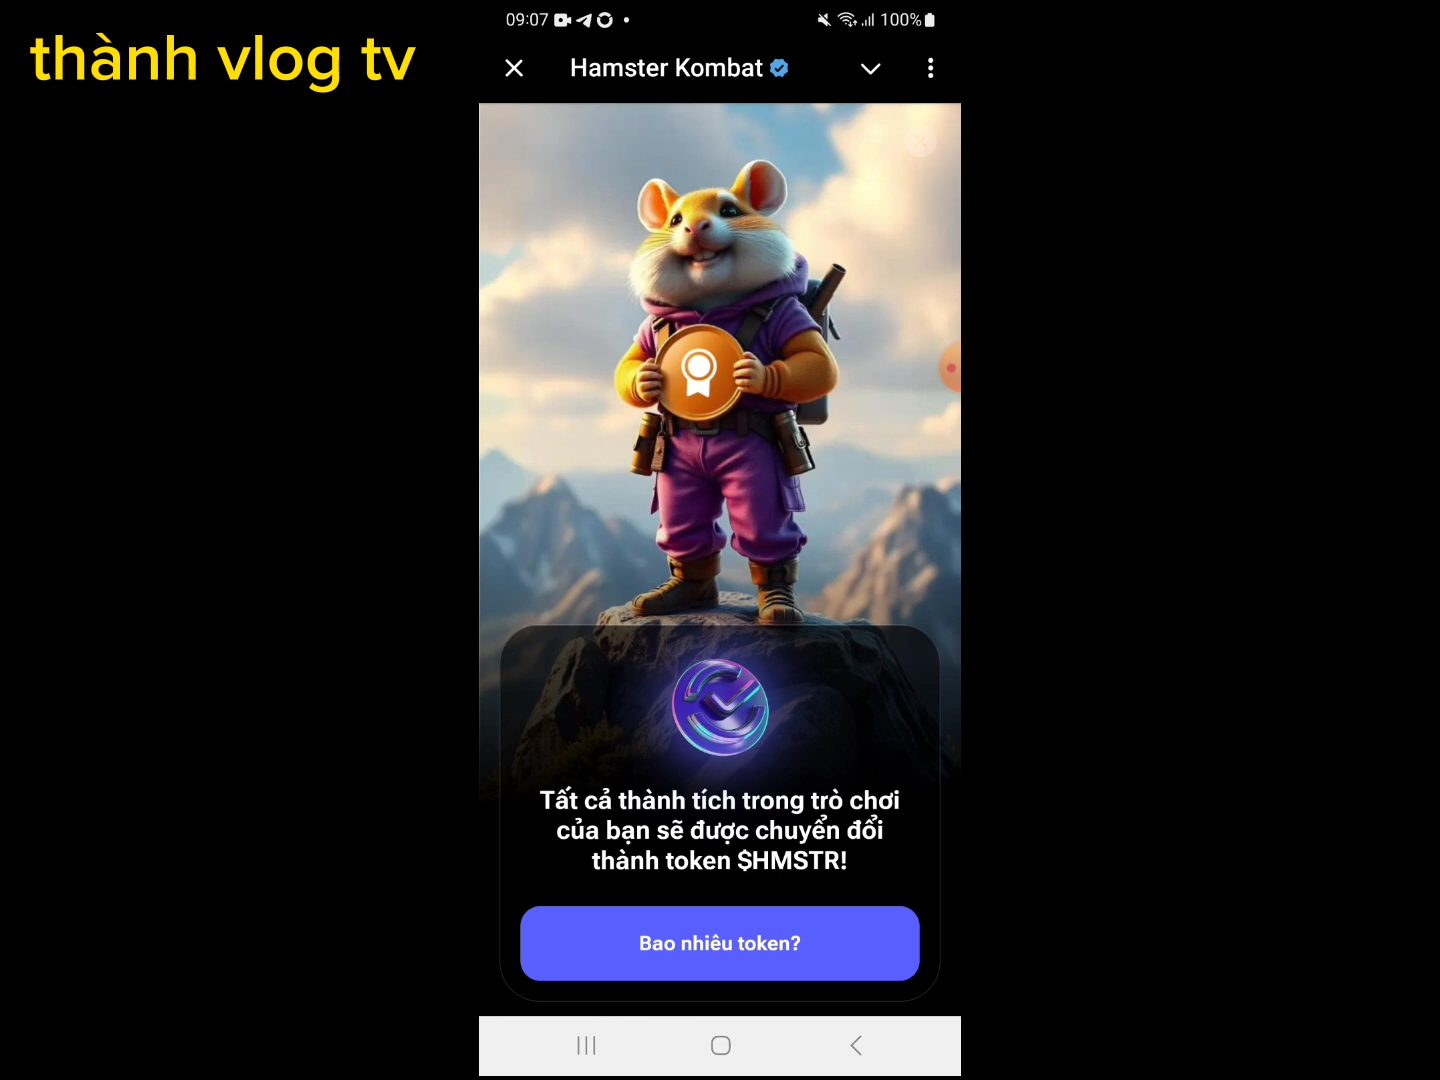 thành vlog tv
09:07
100%
Hamster Kombat
Tất cả thành tích trong trò chơi
của bạn sẽ được chuyển đổi
thành token $HMSTR!
Bao nhiêu token?